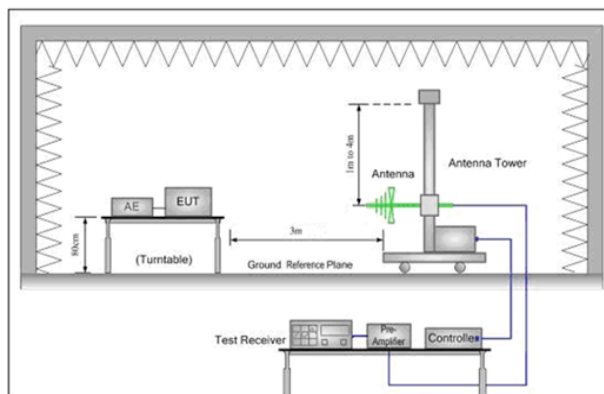 1m to 4m
Antenna
Antenna Tower
AE
EUT
80cm
(Turntable)
3m
Ground Reference Plane
Test Receiver
Pre-
Amplifier
Controller